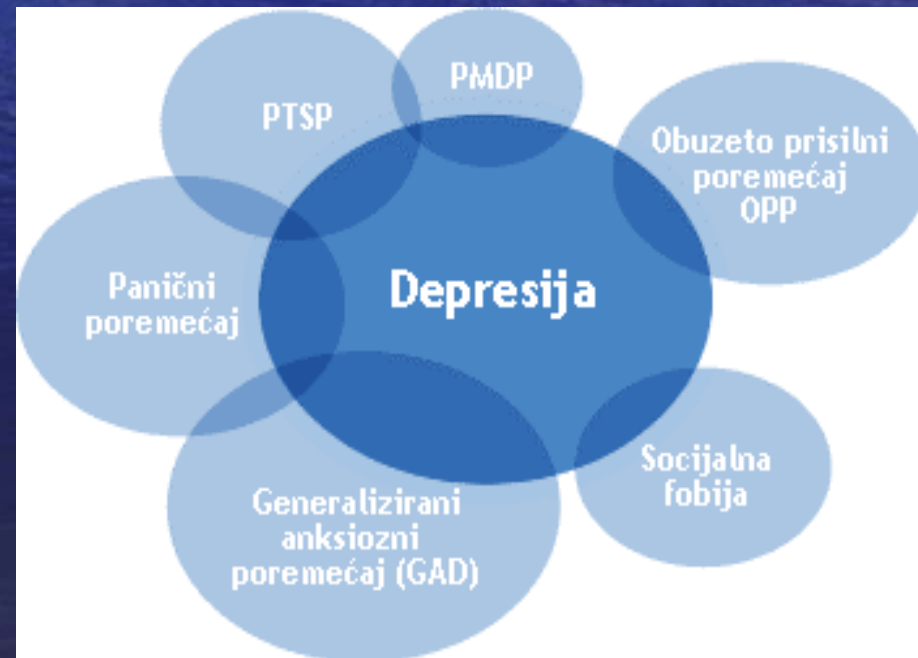 PMDP
PTSP
Obuzeto prisilni
poremećaj
OPP
Panični
poremećaj
Depresija
Socijalna
fobija
Generalizirani
anksiozni
poremećaj (GAD)